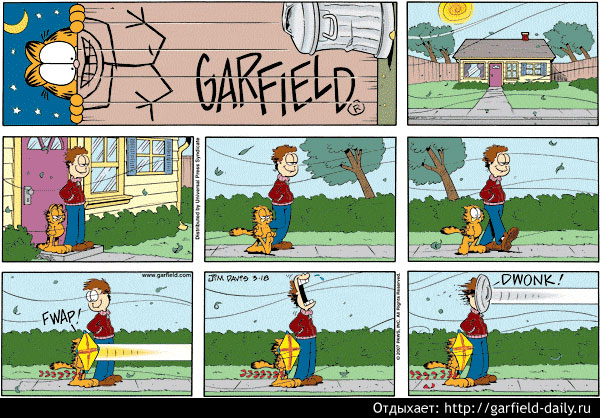 GARFIELD
®
Distributed by Universal Press Syndicate
www.garfield.com
FWAP!
JIM DAVIS 3-18
© 2007 PAWS, INC. All Rights Reserved.
DWONK!
Отдыхает: http://garfield-daily.ru